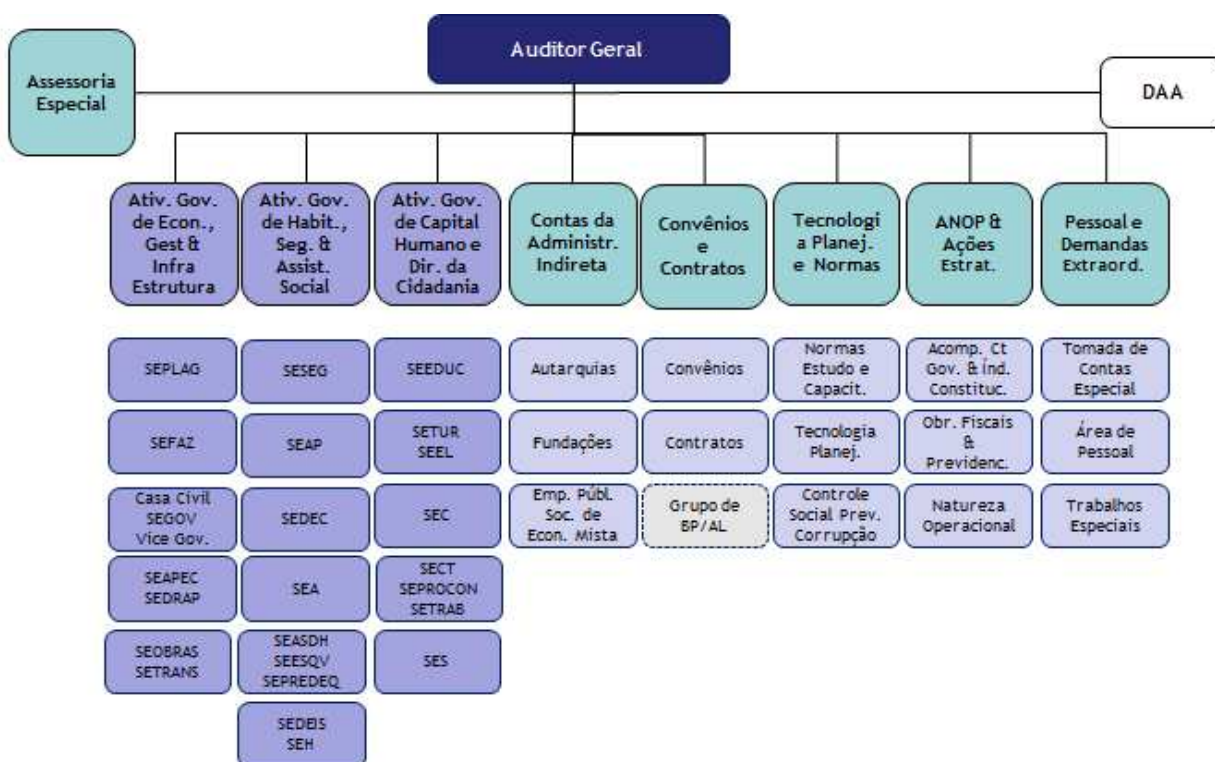 Auditor Geral
Assessoria
Especial
DAA
Ativ. Gov.
de Econ.,
Gest &
Infra
Estrutura
Ativ. Gov.
de Habit.,
Seg. &
Assist.
Social
Ativ. Gov.
de Capital
Humano e
Dir. da
Cidadania
Contas da
Administr.
Indireta
Convênios
e
Contratos
Tecnologi
a Planej.
e Normas
ANOP &
Ações
Estrat.
Pessoal e
Demandas
Extraord.
SEPLAG
SEFAZ
Casa Civil
SEGOV
Vice Gov.
SEAPEC
SEDRAP
SEOBRAS
SETRANS
SESEG
SEAP
SEDEC
SEA
SEASDH
SEESQV
SEPREDEQ
SEDEIS
SEH
SEEDUC
SETUR
SEEL
SEC
SECT
SEPROCON
SETRAB
SES
Autarquias
Fundações
Emp. Públ.
Soc. de
Econ. Mista
Convênios
Contratos
Grupo de
BP/AL
Normas
Estudo e
Capacit.
Tecnologia
Planej.
Controle
Social Prev.
Corrupção
Acomp. Ct
Gov. & Índ.
Constituc.
Obr. Fiscais
&
Previdenc.
Natureza
Operacional
Tomada de
Contas
Especial
Área de
Pessoal
Trabalhos
Especiais